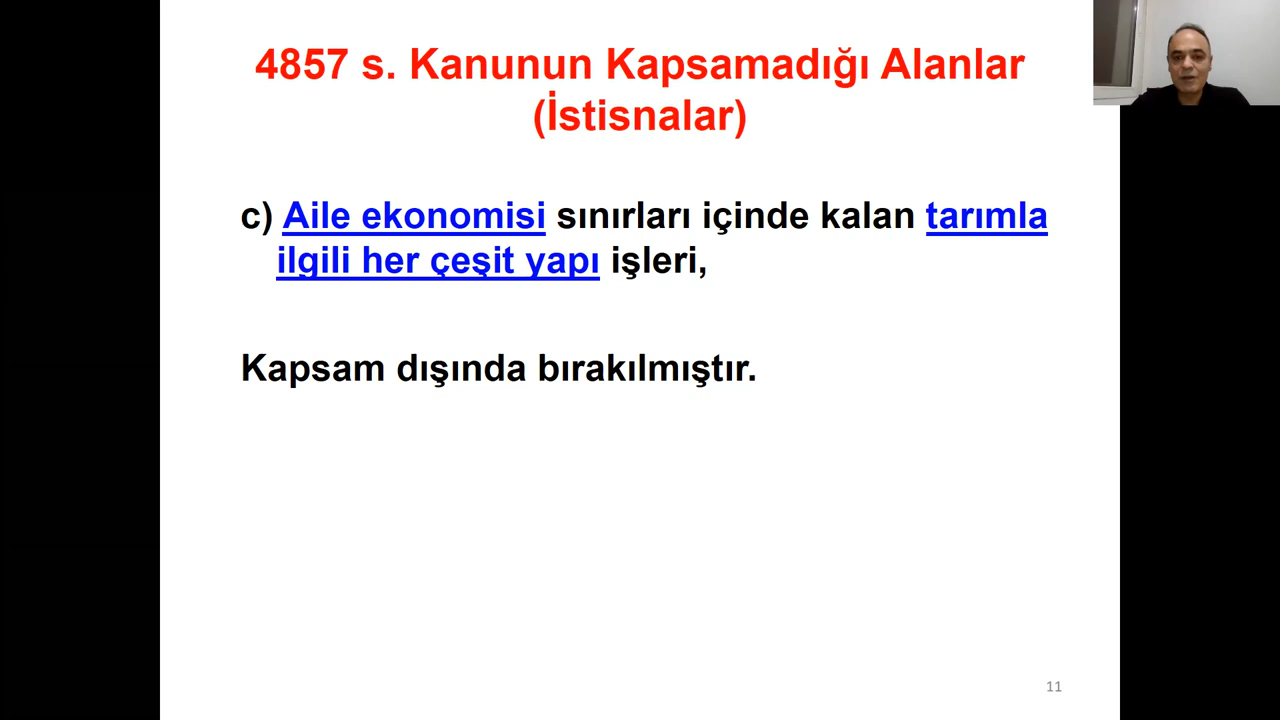 4857 s. Kanunun Kapsamadığı Alanlar
(İstisnalar)
c) Aile ekonomisi sınırları içinde kalan tarımla
ilgili her çeşit yapı işleri,
Kapsam dışında bırakılmıştır.
11